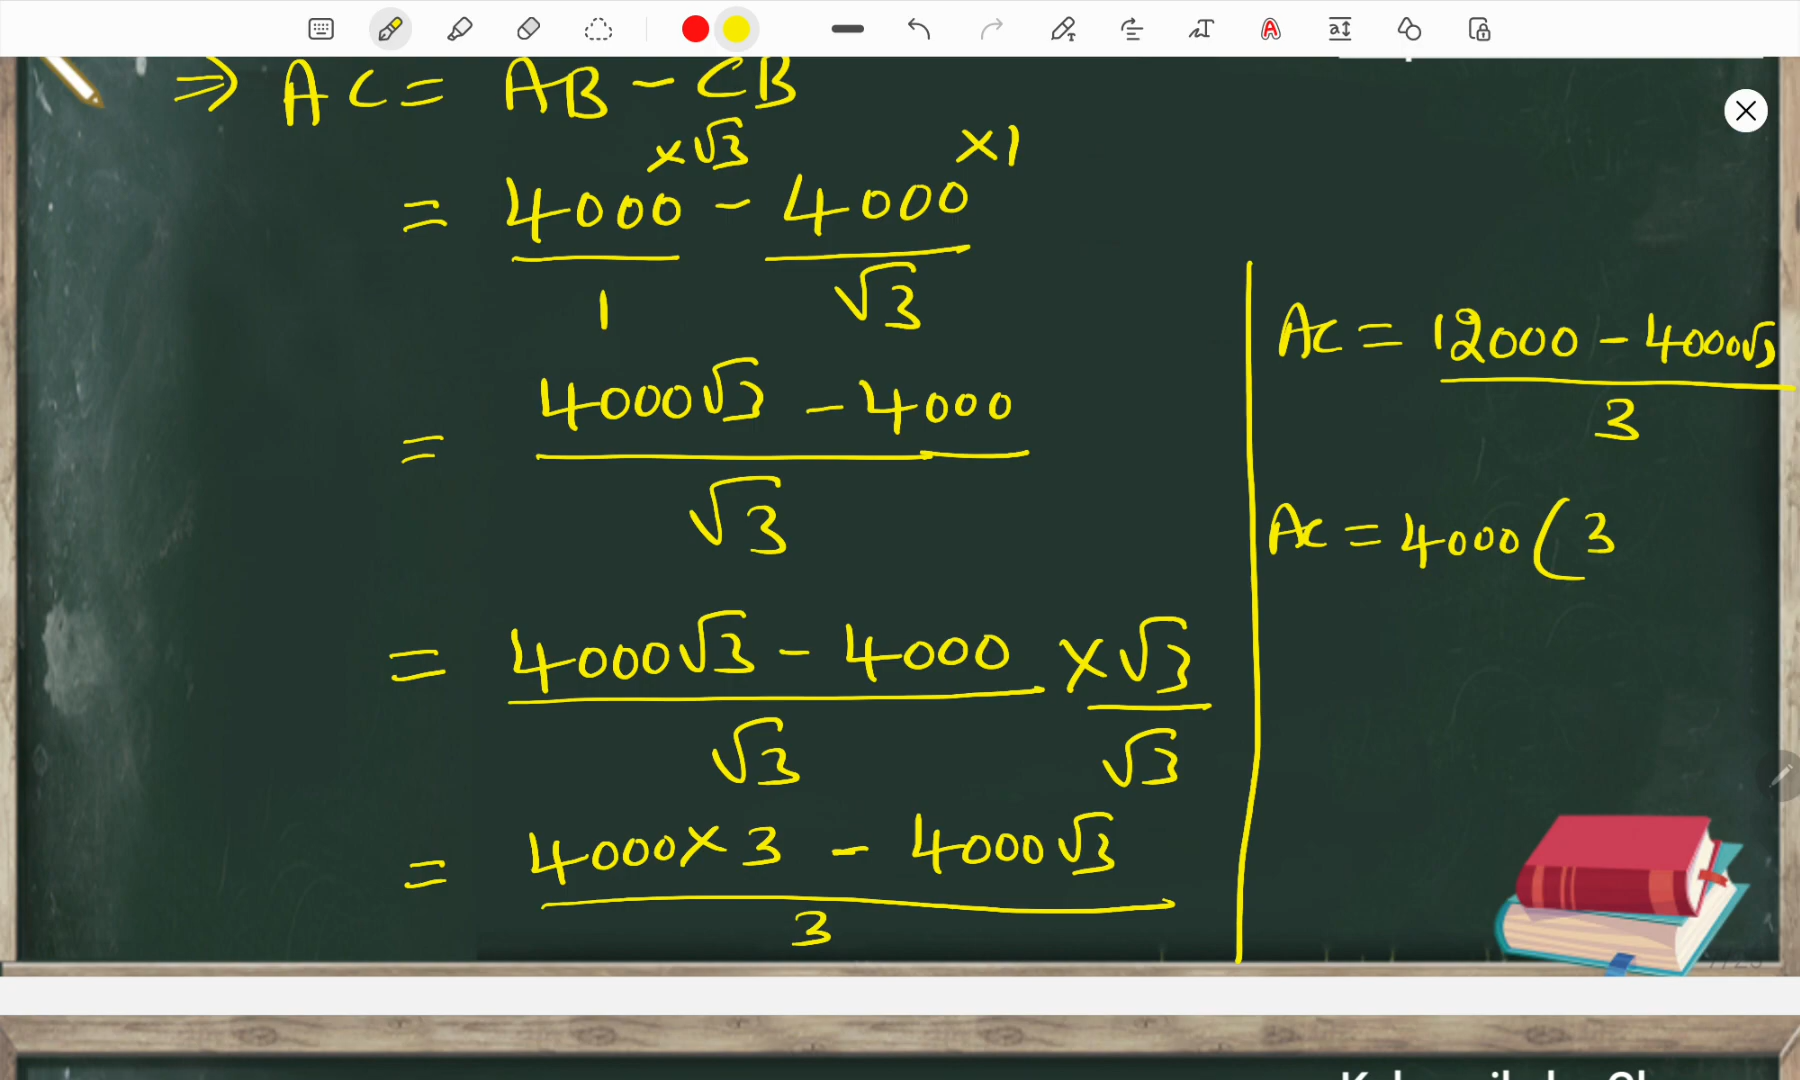 ⇒ AC = AB - CB
×√3 ×1
= 4000/1 - 4000/√3
= (4000√3 - 4000)/√3
= (4000√3 - 4000)/√3 × √3/√3
= (4000×3 - 4000√3)/3
AC = (12000 - 4000√3)/3
AC = 4000 ( 3